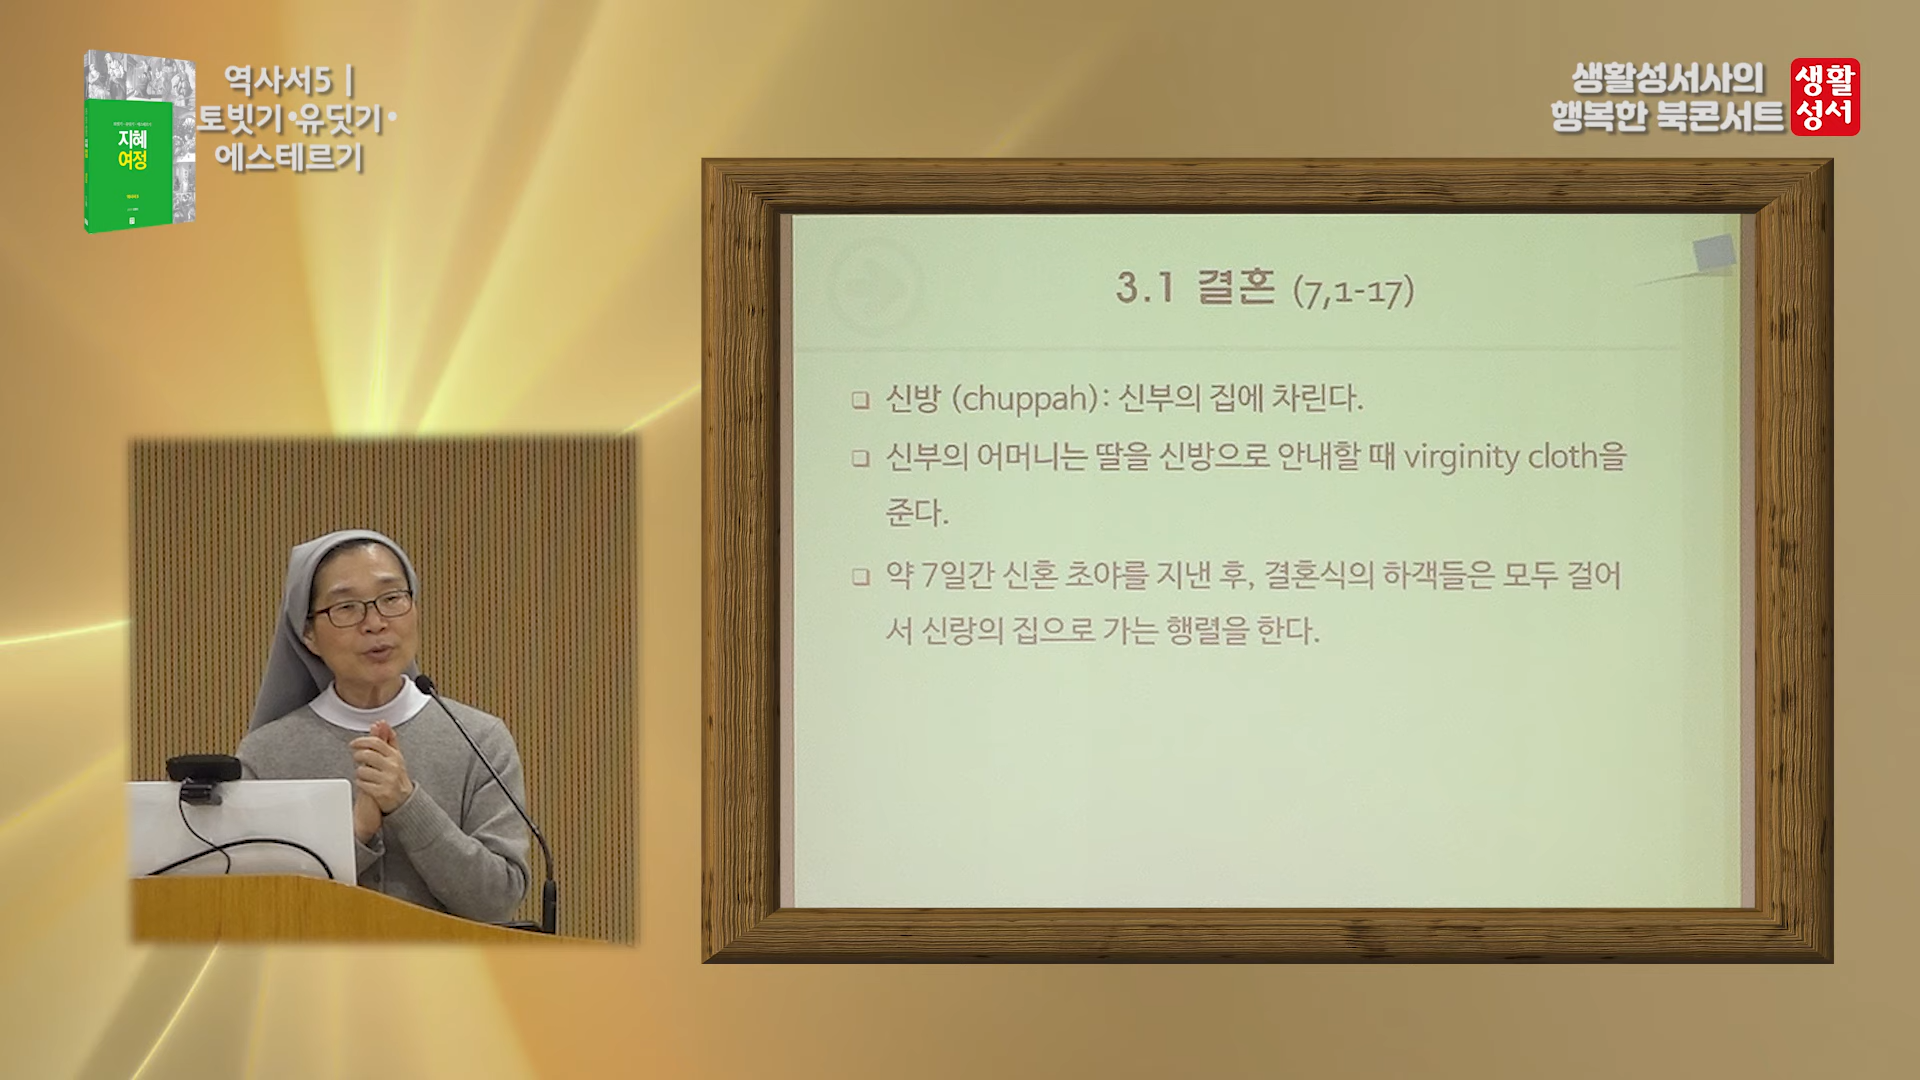 역사서5 |
토빗기·유딧기·
에스테르기
지혜
여정
생활성서사의
행복한 북콘서트
생활
성서
3.1 결혼 (7,1-17)
❑ 신방 (chuppah): 신부의 집에 차린다.
❑ 신부의 어머니는 딸을 신방으로 안내할 때 virginity cloth을
준다.
❑ 약 7일간 신혼 초야를 지낸 후, 결혼식의 하객들은 모두 걸어
서 신랑의 집으로 가는 행렬을 한다.